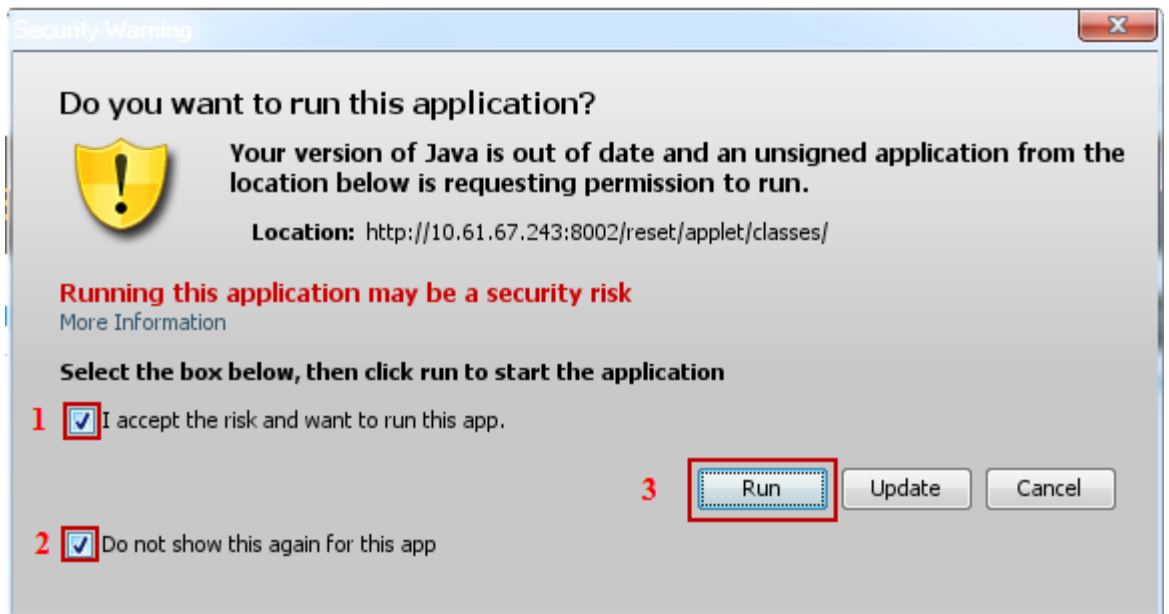 Security Warning
Do you want to run this application?
Your version of Java is out of date and an unsigned application from the
location below is requesting permission to run.
Location: http://10.61.67.243:8002/reset/applet/classes/
Running this application may be a security risk
More Information
Select the box below, then click run to start the application
1 I accept the risk and want to run this app.
3 Run Update Cancel
2 Do not show this again for this app